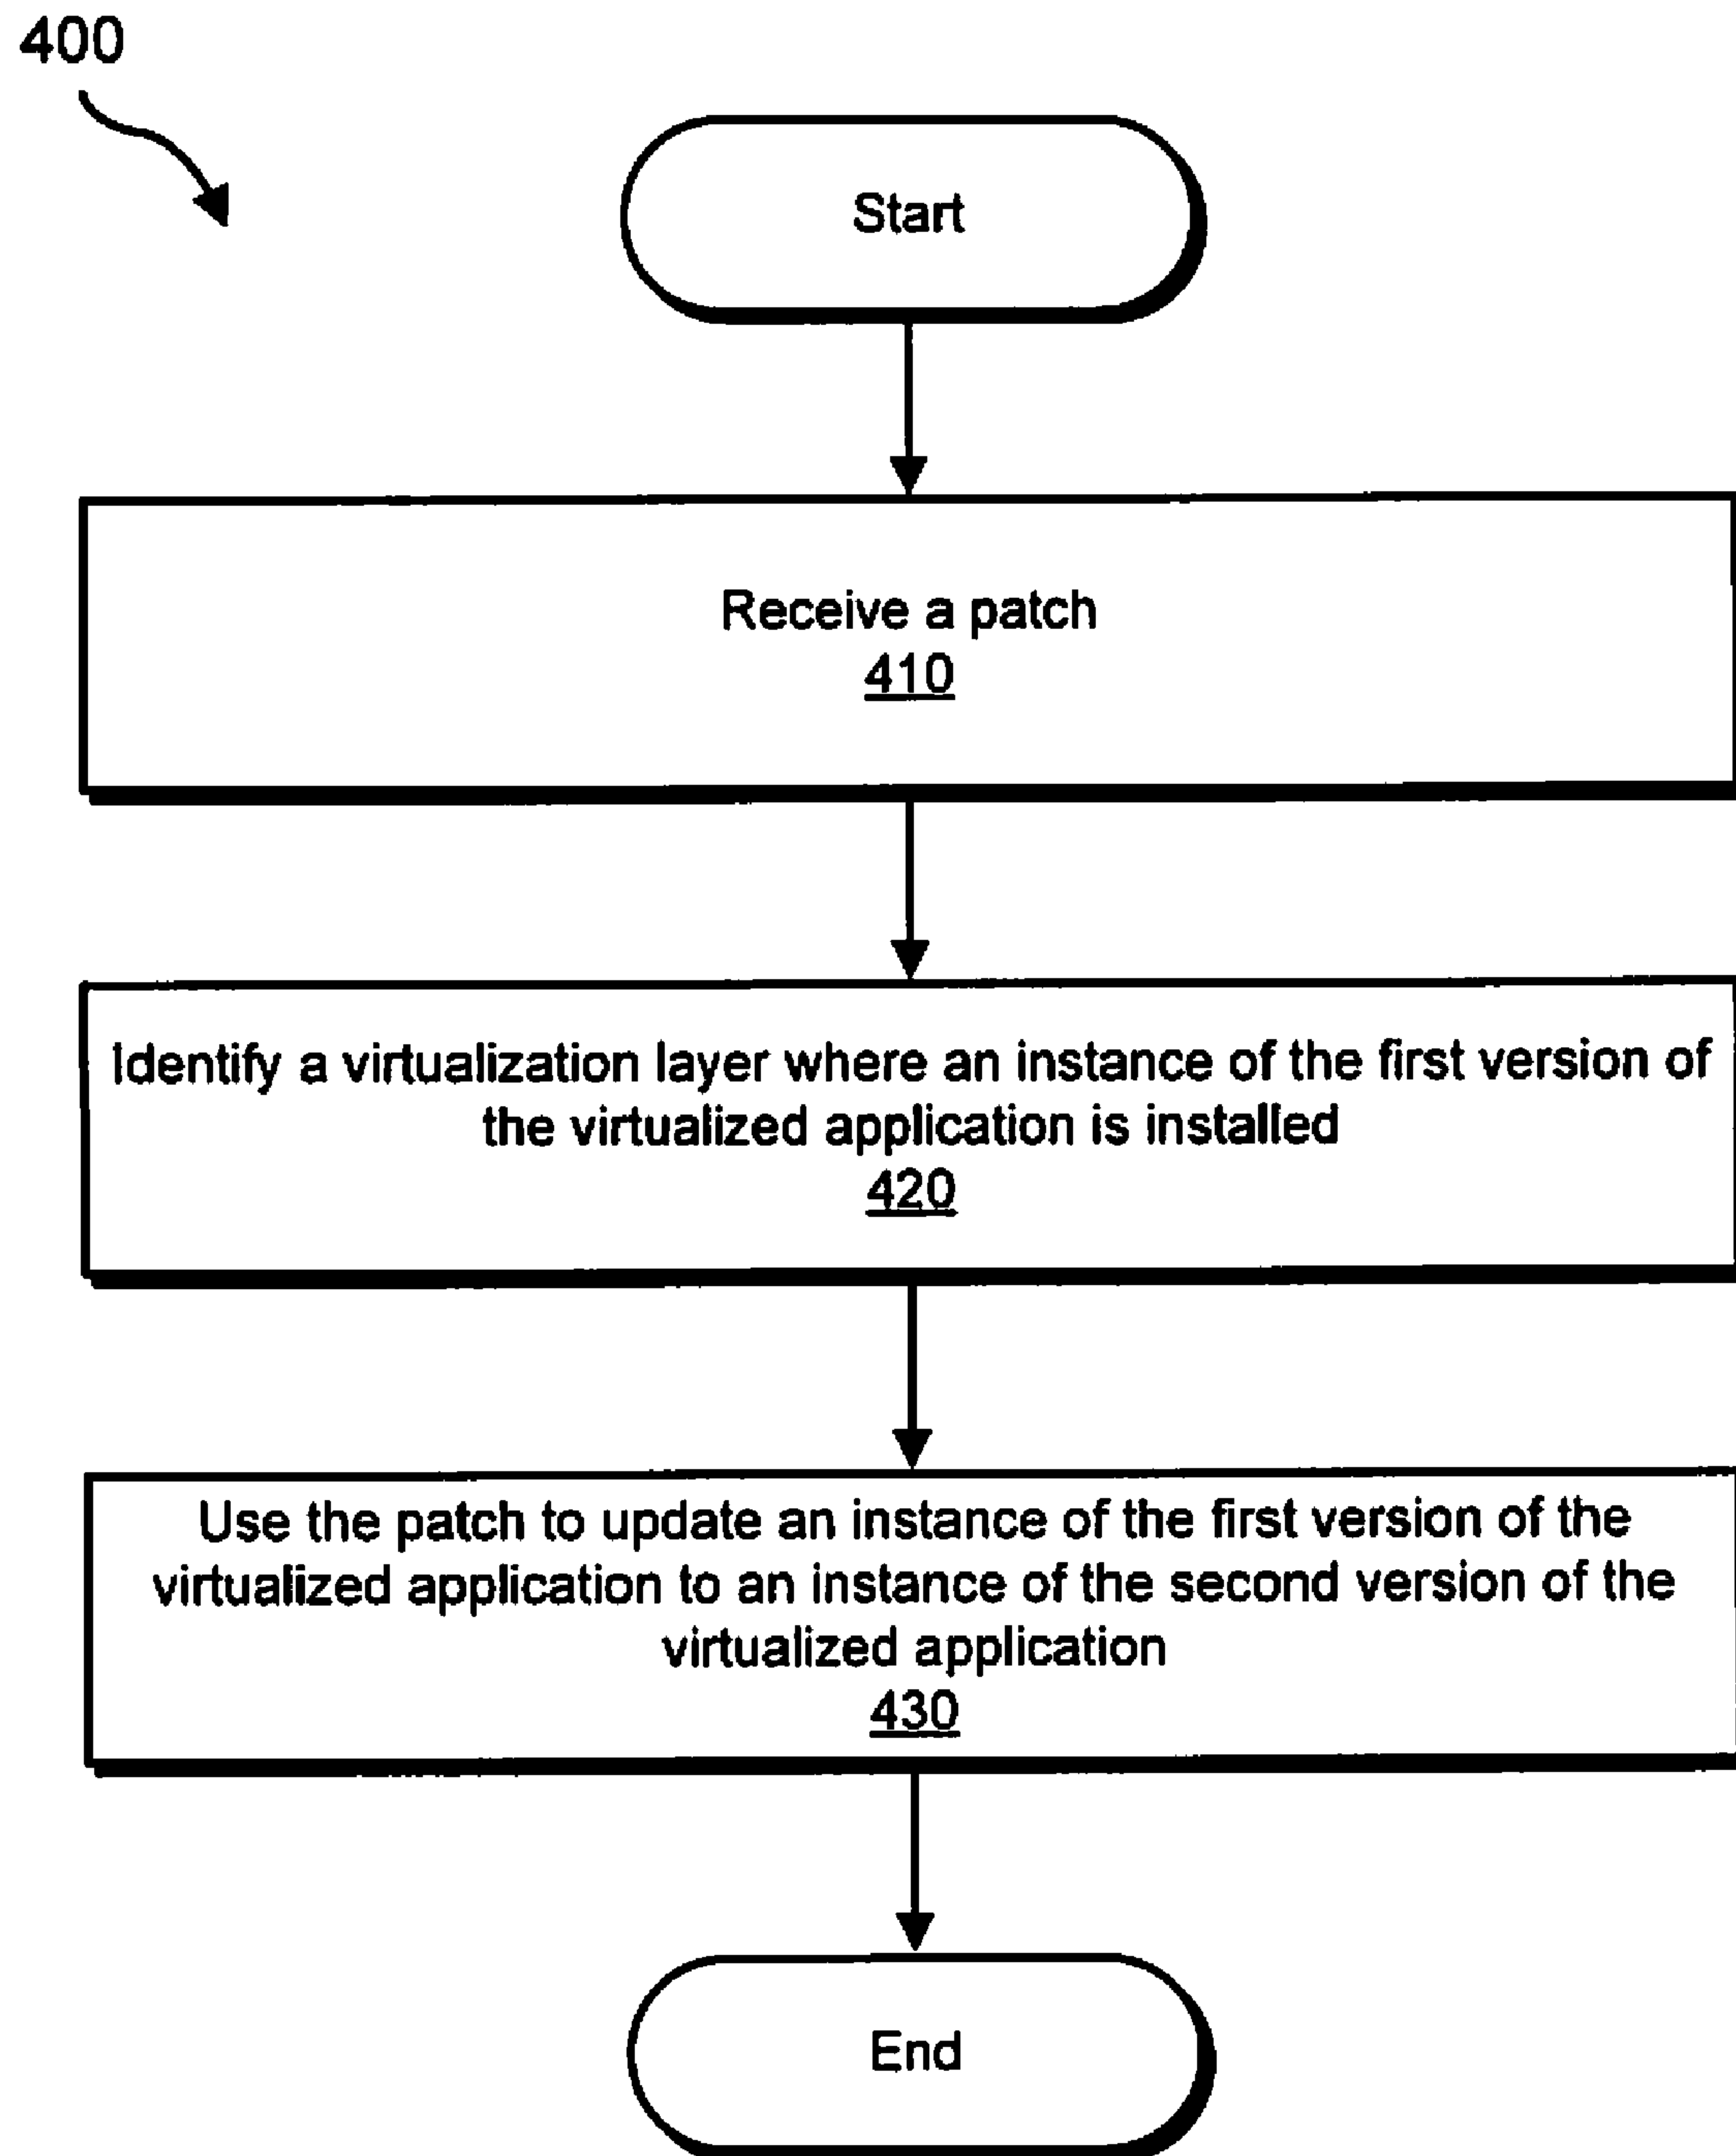 400
Start
Receive a patch
410
Identify a virtualization layer where an instance of the first version of
the virtualized application is installed
420
Use the patch to update an instance of the first version of the
virtualized application to an instance of the second version of the
virtualized application
430
End